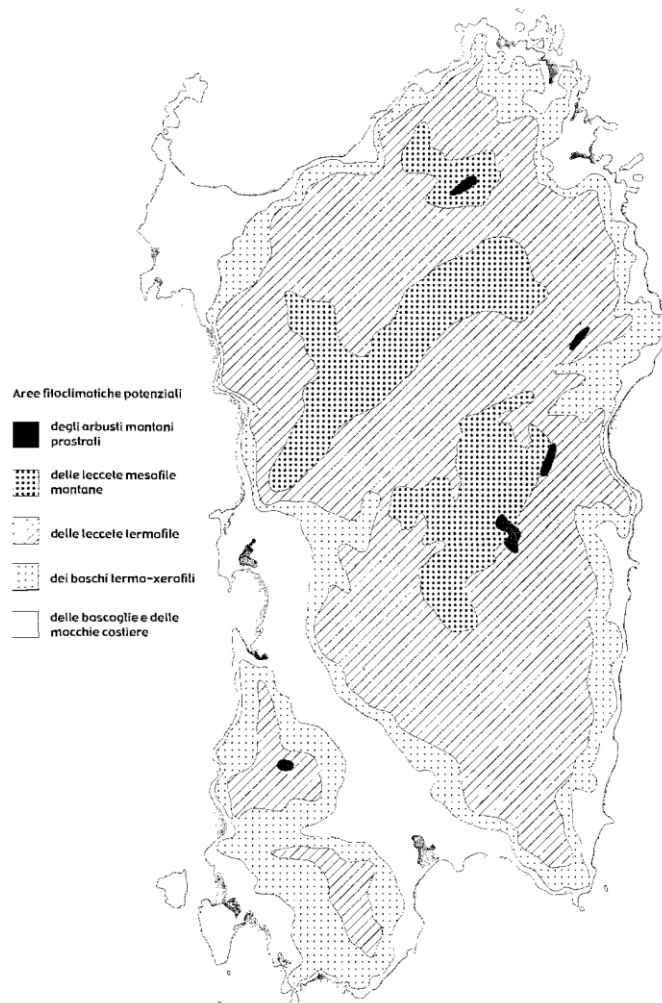 Aree fitoclimatiche potenziali
degli arbusti montani
prostrati
delle leccete mesofile
montane
delle leccete termofile
dei boschi termo-xerofili
delle boscaglie e delle
macchie costiere